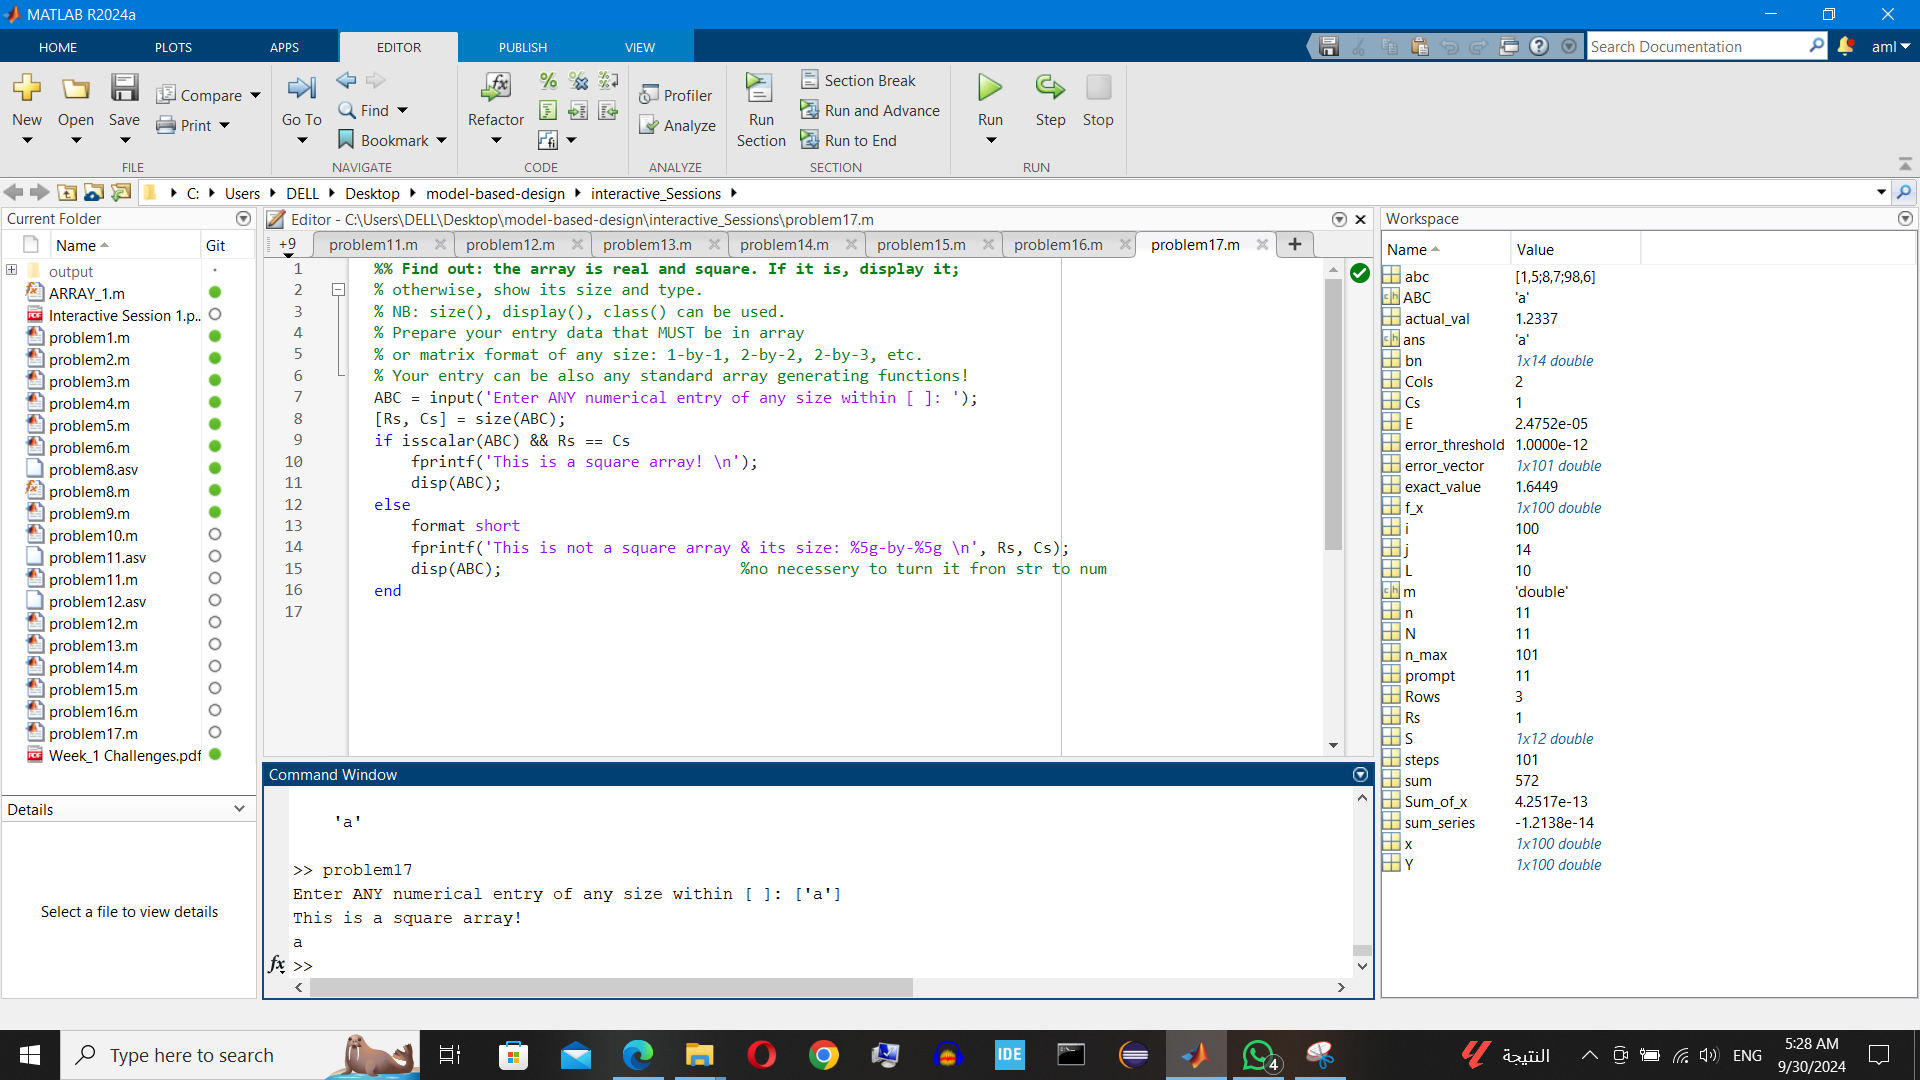 MATLAB R2024a
HOME PLOTS APPS EDITOR PUBLISH VIEW
Search Documentation
aml
New Open Save Compare Print
FILE
Go To Find Bookmark
NAVIGATE
Refactor
CODE
Profiler
Analyze
ANALYZE
Run Section
Section Break
Run and Advance
Run to End
SECTION
Run Step Stop
RUN
C: Users DELL Desktop model-based-design interactive_Sessions
Current Folder
Name Git
output
ARRAY_1.m
Interactive Session 1.p..
problem1.m
problem2.m
problem3.m
problem4.m
problem5.m
problem6.m
problem8.asv
problem8.m
problem9.m
problem10.m
problem11.asv
problem11.m
problem12.asv
problem12.m
problem13.m
problem14.m
problem15.m
problem16.m
problem17.m
Week_1 Challenges.pdf
Details
Select a file to view details
Editor - C:\Users\DELL\Desktop\model-based-design\interactive_Sessions\problem17.m
+9 problem11.m problem12.m problem13.m problem14.m problem15.m problem16.m problem17.m
1 %% Find out: the array is real and square. If it is, display it;
2 % otherwise, show its size and type.
3 % NB: size(), display(), class() can be used.
4 % Prepare your entry data that MUST be in array
5 % or matrix format of any size: 1-by-1, 2-by-2, 2-by-3, etc.
6 % Your entry can be also any standard array generating functions!
7 ABC = input('Enter ANY numerical entry of any size within [ ]: ');
8 [Rs, Cs] = size(ABC);
9 if isscalar(ABC) && Rs == Cs
10 fprintf('This is a square array! \n');
11 disp(ABC);
12 else
13 format short
14 fprintf('This is not a square array & its size: %5g-by-%5g \n', Rs, Cs);
15 disp(ABC); %no necessery to turn it fron str to num
16 end
17
Command Window
'a'
>> problem17
Enter ANY numerical entry of any size within [ ]: ['a']
This is a square array!
a
fx >>
Workspace
Name Value
abc [1,5;8,7;98,6]
ABC 'a'
actual_val 1.2337
ans 'a'
bn 1x14 double
Cols 2
Cs 1
E 2.4752e-05
error_threshold 1.0000e-12
error_vector 1x101 double
exact_value 1.6449
f_x 1x100 double
i 100
j 14
L 10
m 'double'
n 11
N 11
n_max 101
prompt 11
Rows 3
Rs 1
S 1x12 double
steps 101
sum 572
Sum_of_x 4.2517e-13
sum_series -1.2138e-14
x 1x100 double
Y 1x100 double
Type here to search
IDE
4
النتيجة
ENG
5:28 AM
9/30/2024